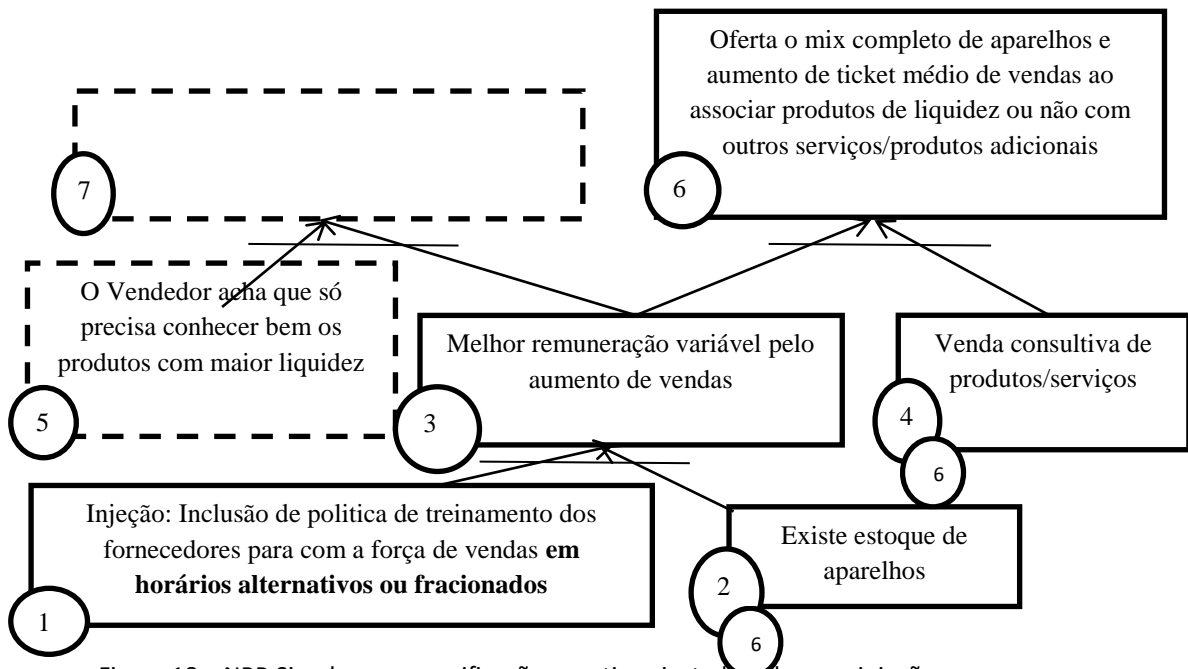 Oferta o mix completo de aparelhos e
aumento de ticket médio de vendas ao
associar produtos de liquidez ou não com
outros serviços/produtos adicionais
7
6
O Vendedor acha que só
precisa conhecer bem os
produtos com maior liquidez
5
Melhor remuneração variável pelo
aumento de vendas
3
Venda consultiva de
produtos/serviços
4
6
Injeção: Inclusão de politica de treinamento dos
fornecedores para com a força de vendas em
horários alternativos ou fracionados
1
Existe estoque de
aparelhos
2
6